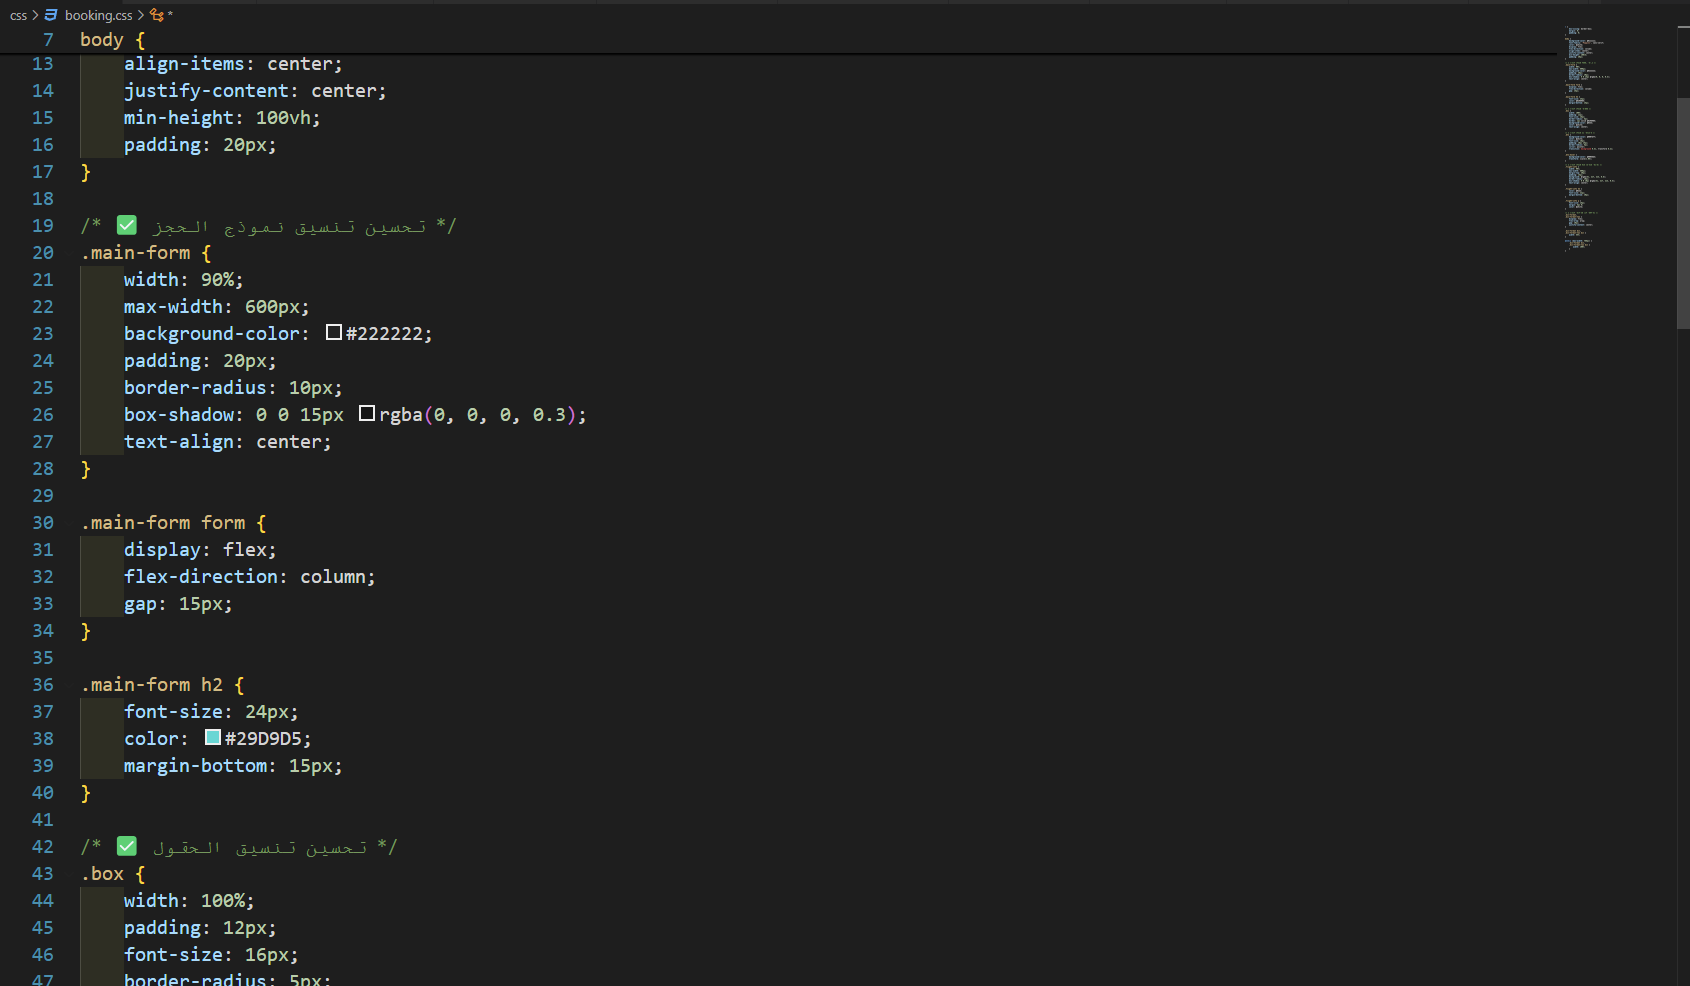 css > booking.css > *
7 body {
13 align-items: center;
14 justify-content: center;
15 min-height: 100vh;
16 padding: 20px;
17 }
18
19 /* ✅ تحسين تنسيق نموذج الحجز */
20 .main-form {
21 width: 90%;
22 max-width: 600px;
23 background-color: #222222;
24 padding: 20px;
25 border-radius: 10px;
26 box-shadow: 0 0 15px rgba(0, 0, 0, 0.3);
27 text-align: center;
28 }
29
30 .main-form form {
31 display: flex;
32 flex-direction: column;
33 gap: 15px;
34 }
35
36 .main-form h2 {
37 font-size: 24px;
38 color: #29D9D5;
39 margin-bottom: 15px;
40 }
41
42 /* ✅ تحسين تنسيق الحقول */
43 .box {
44 width: 100%;
45 padding: 12px;
46 font-size: 16px;
47 border-radius: 5px;